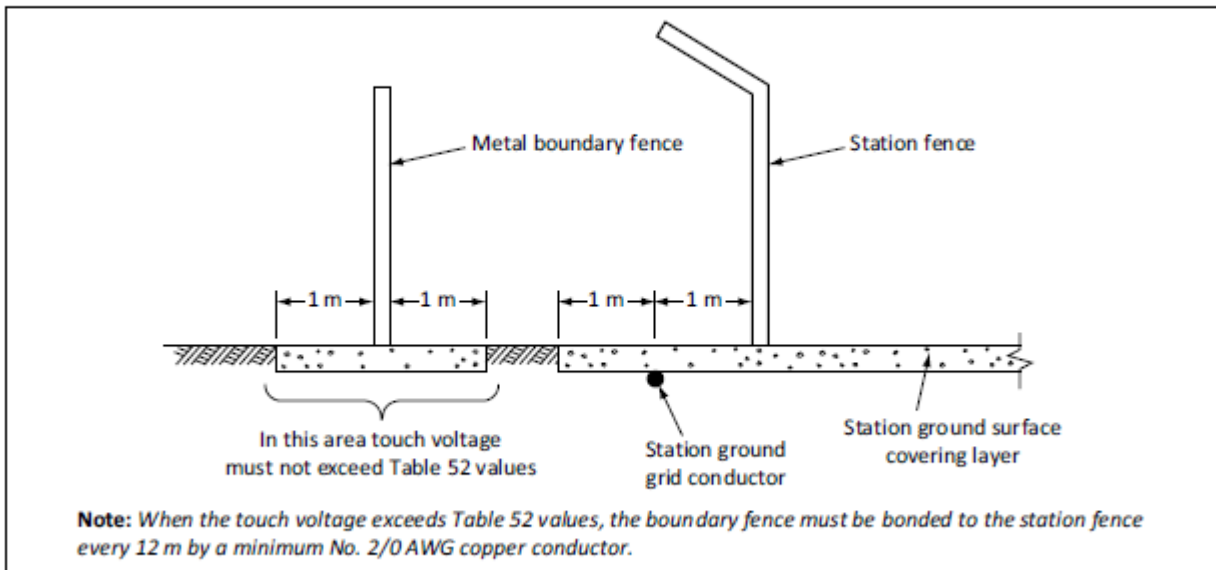 Metal boundary fence
Station fence
1 m
1 m
1 m
1 m
In this area touch voltage
must not exceed Table 52 values
Station ground
grid conductor
Station ground surface
covering layer
Note: When the touch voltage exceeds Table 52 values, the boundary fence must be bonded to the station fence
every 12 m by a minimum No. 2/0 AWG copper conductor.